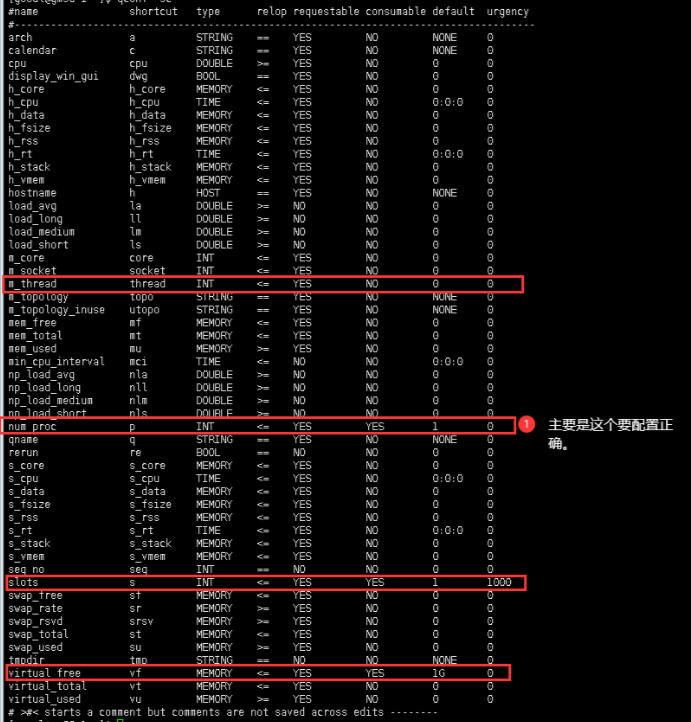 #name shortcut type relop requestable consumable default urgency
#--------------------------------------------------------------------------------
arch a STRING == YES NO NONE 0
calendar c STRING == YES NO NONE 0
cpu cpu DOUBLE >= YES NO 0 0
display_win_gui dwg BOOL == YES NO 0 0
h_core h_core MEMORY <= YES NO 0 0
h_cpu h_cpu TIME <= YES NO 0:0:0 0
h_data h_data MEMORY <= YES NO 0 0
h_fsize h_fsize MEMORY <= YES NO 0 0
h_rss h_rss MEMORY <= YES NO 0 0
h_rt h_rt TIME <= YES NO 0:0:0 0
h_stack h_stack MEMORY <= YES NO 0 0
h_vmem h_vmem MEMORY <= YES NO 0 0
hostname h HOST == YES NO NONE 0
load_avg la DOUBLE >= NO NO 0 0
load_long ll DOUBLE >= NO NO 0 0
load_medium lm DOUBLE >= NO NO 0 0
load_short ls DOUBLE >= NO NO 0 0
m_core core INT <= YES NO 0 0
m_socket socket INT <= YES NO 0 0
m_thread thread INT <= YES NO 0 0
m_topology topo STRING == YES NO NONE 0
m_topology_inuse utopo STRING == YES NO NONE 0
mem_free mf MEMORY <= YES NO 0 0
mem_total mt MEMORY <= YES NO 0 0
mem_used mu MEMORY >= YES NO 0 0
min_cpu_interval mci TIME <= NO NO 0:0:0 0
np_load_avg nla DOUBLE >= NO NO 0 0
np_load_long nll DOUBLE >= NO NO 0 0
np_load_medium nlm DOUBLE >= NO NO 0 0
np_load_short nls DOUBLE >= NO NO 0 0
num_proc p INT <= YES YES 1 0
1 主要是这个要配置正
确。
qname q STRING == YES NO NONE 0
rerun re BOOL == NO NO 0 0
s_core s_core MEMORY <= YES NO 0 0
s_cpu s_cpu TIME <= YES NO 0:0:0 0
s_data s_data MEMORY <= YES NO 0 0
s_fsize s_fsize MEMORY <= YES NO 0 0
s_rss s_rss MEMORY <= YES NO 0 0
s_rt s_rt TIME <= YES NO 0:0:0 0
s_stack s_stack MEMORY <= YES NO 0 0
s_vmem s_vmem MEMORY <= YES NO 0 0
seq_no seq INT == NO NO 0 0
slots s INT <= YES YES 1 1000
swap_free sf MEMORY <= YES NO 0 0
swap_rate sr MEMORY >= YES NO 0 0
swap_rsvd srsv MEMORY >= YES NO 0 0
swap_total st MEMORY <= YES NO 0 0
swap_used su MEMORY >= YES NO 0 0
tmpdir tmp STRING == NO NO NONE 0
virtual_free vf MEMORY <= YES YES 1G 0
virtual_total vt MEMORY <= YES NO 0 0
virtual_used vu MEMORY >= YES NO 0 0
# >#< starts a comment but comments are not saved across edits --------